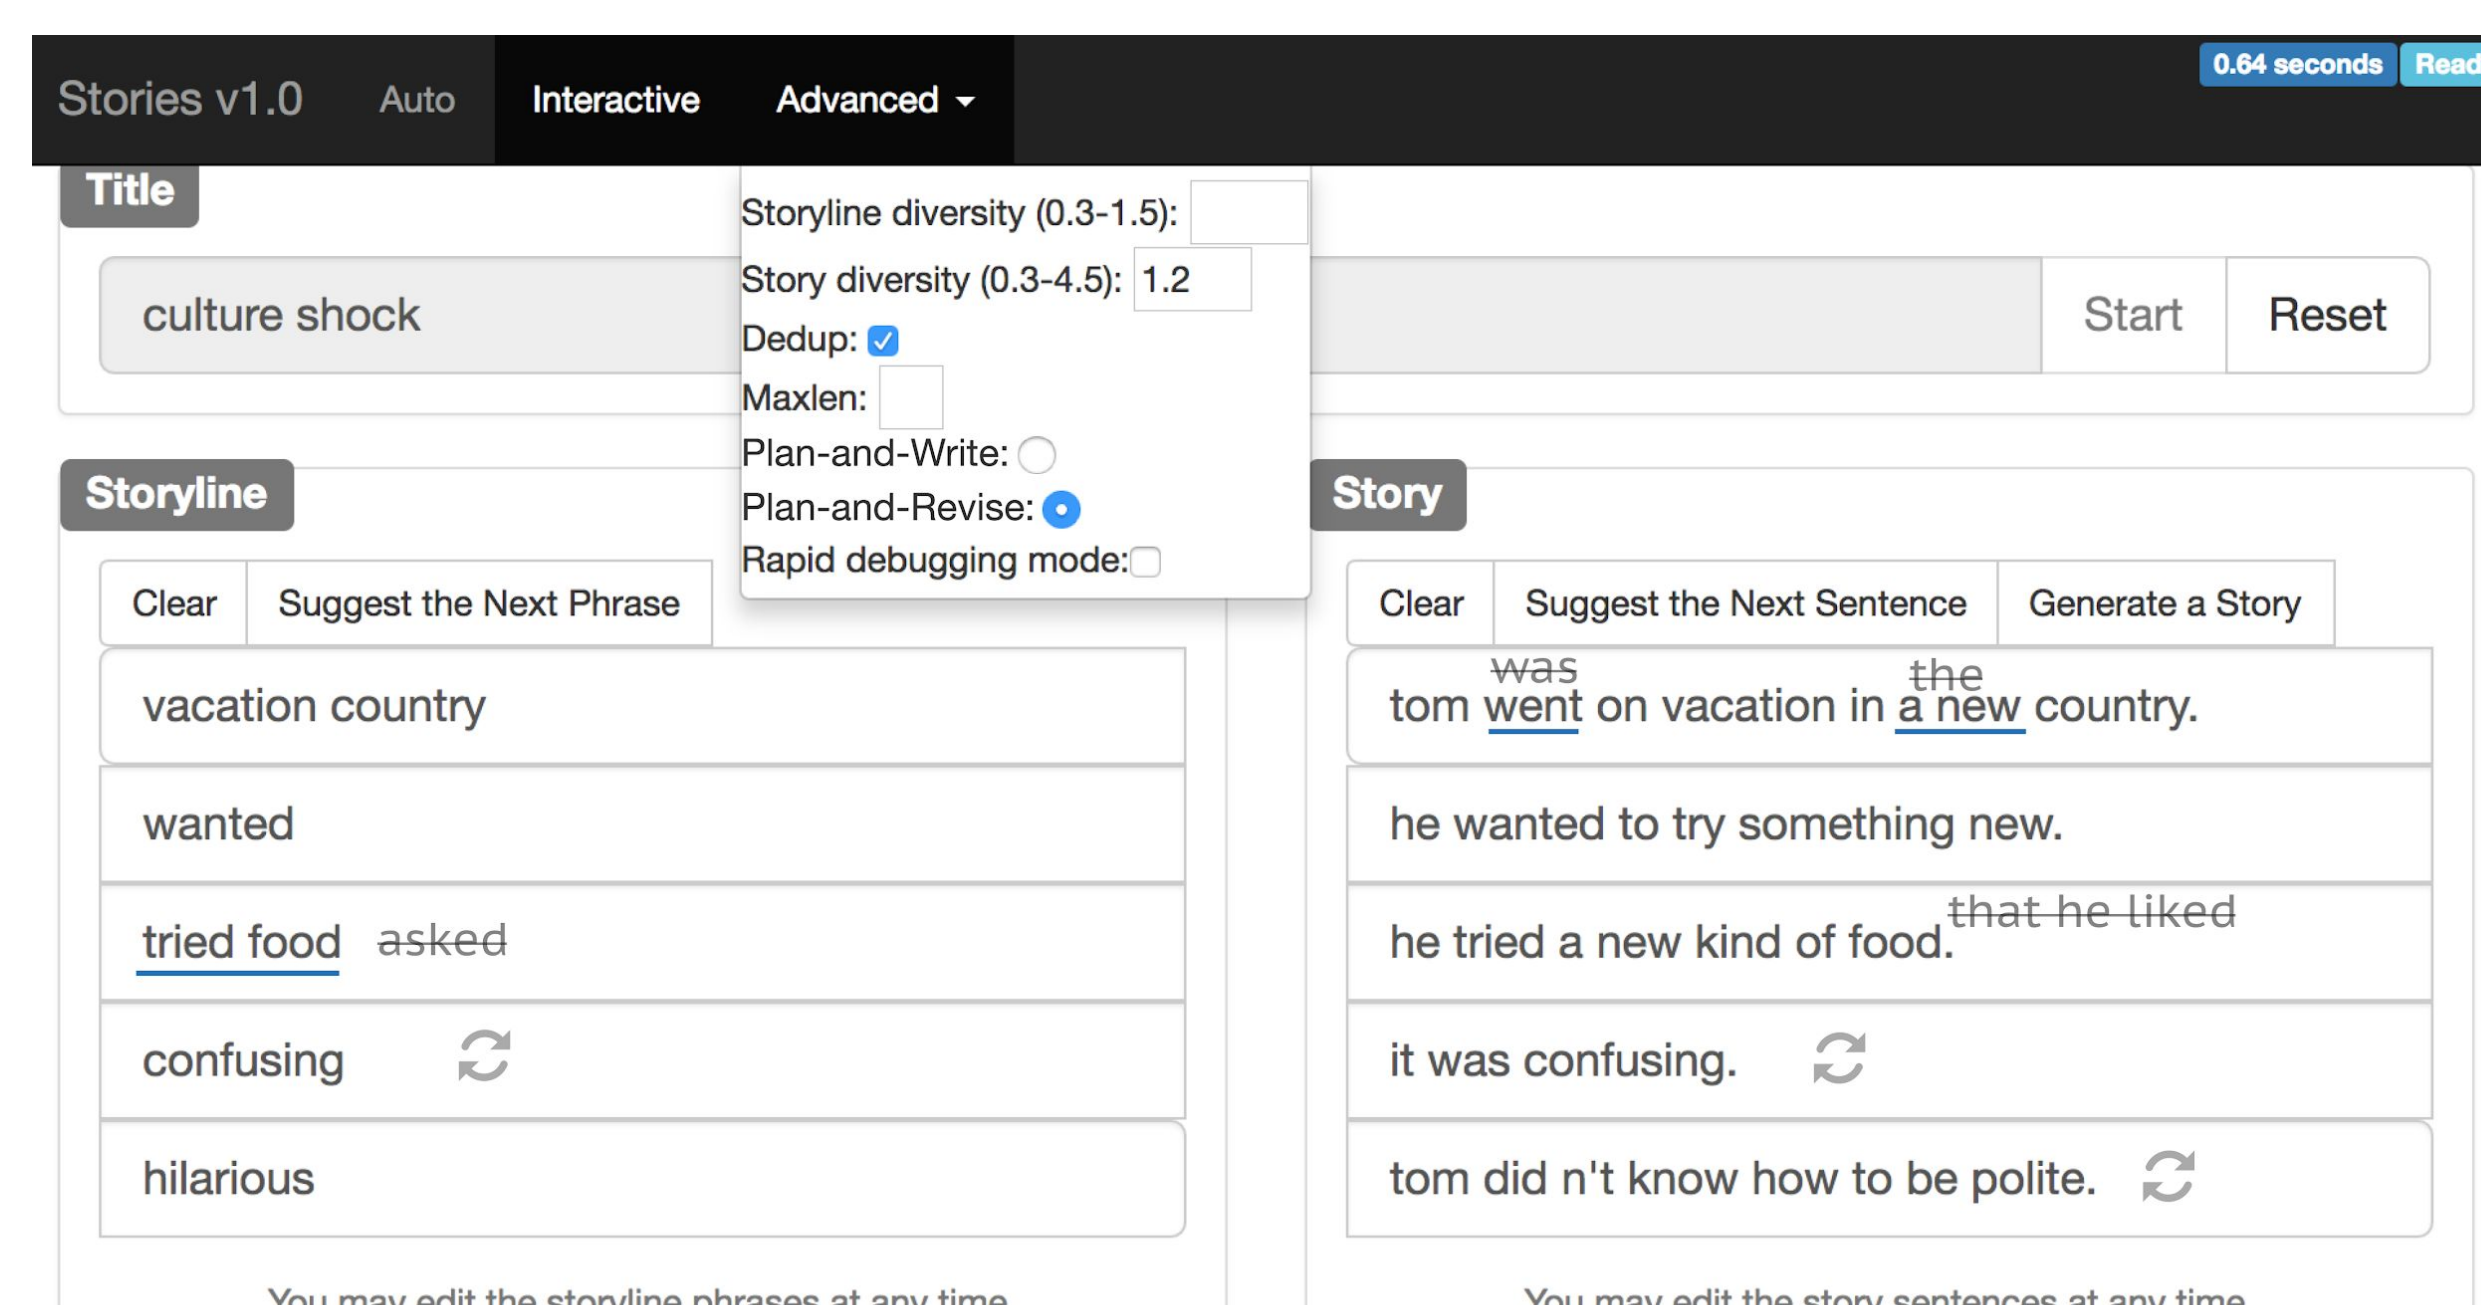 Stories v1.0 Auto Interactive Advanced 0.64 seconds Read
Title
Storyline diversity (0.3-1.5):
Story diversity (0.3-4.5): 1.2
Dedup:
Maxlen:
Plan-and-Write:
Plan-and-Revise:
Rapid debugging mode:
culture shock
Start Reset
Storyline
Clear Suggest the Next Phrase
vacation country
wanted
tried food asked
confusing
hilarious
You may edit the storyline phrases at any time
Story
Clear Suggest the Next Sentence Generate a Story
was the
tom went on vacation in a new country.
he wanted to try something new.
that he liked
he tried a new kind of food.
it was confusing.
tom did n't know how to be polite.
You may edit the story sentences at any time